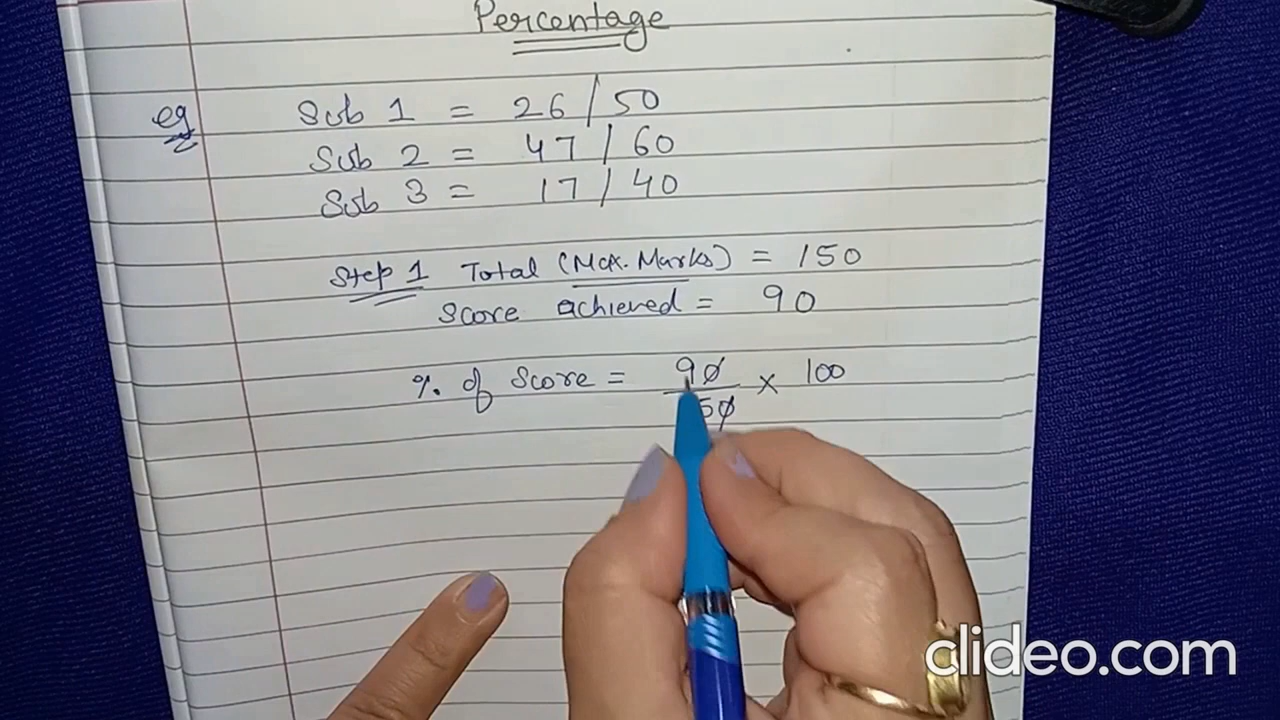 Percentage
eg Sub 1 = 26/50
Sub 2 = 47/60
Sub 3 = 17/40
Step 1 Total (Max. Marks) = 150
Score achieved = 90
% of Score = 90/50 × 100
clideo.com